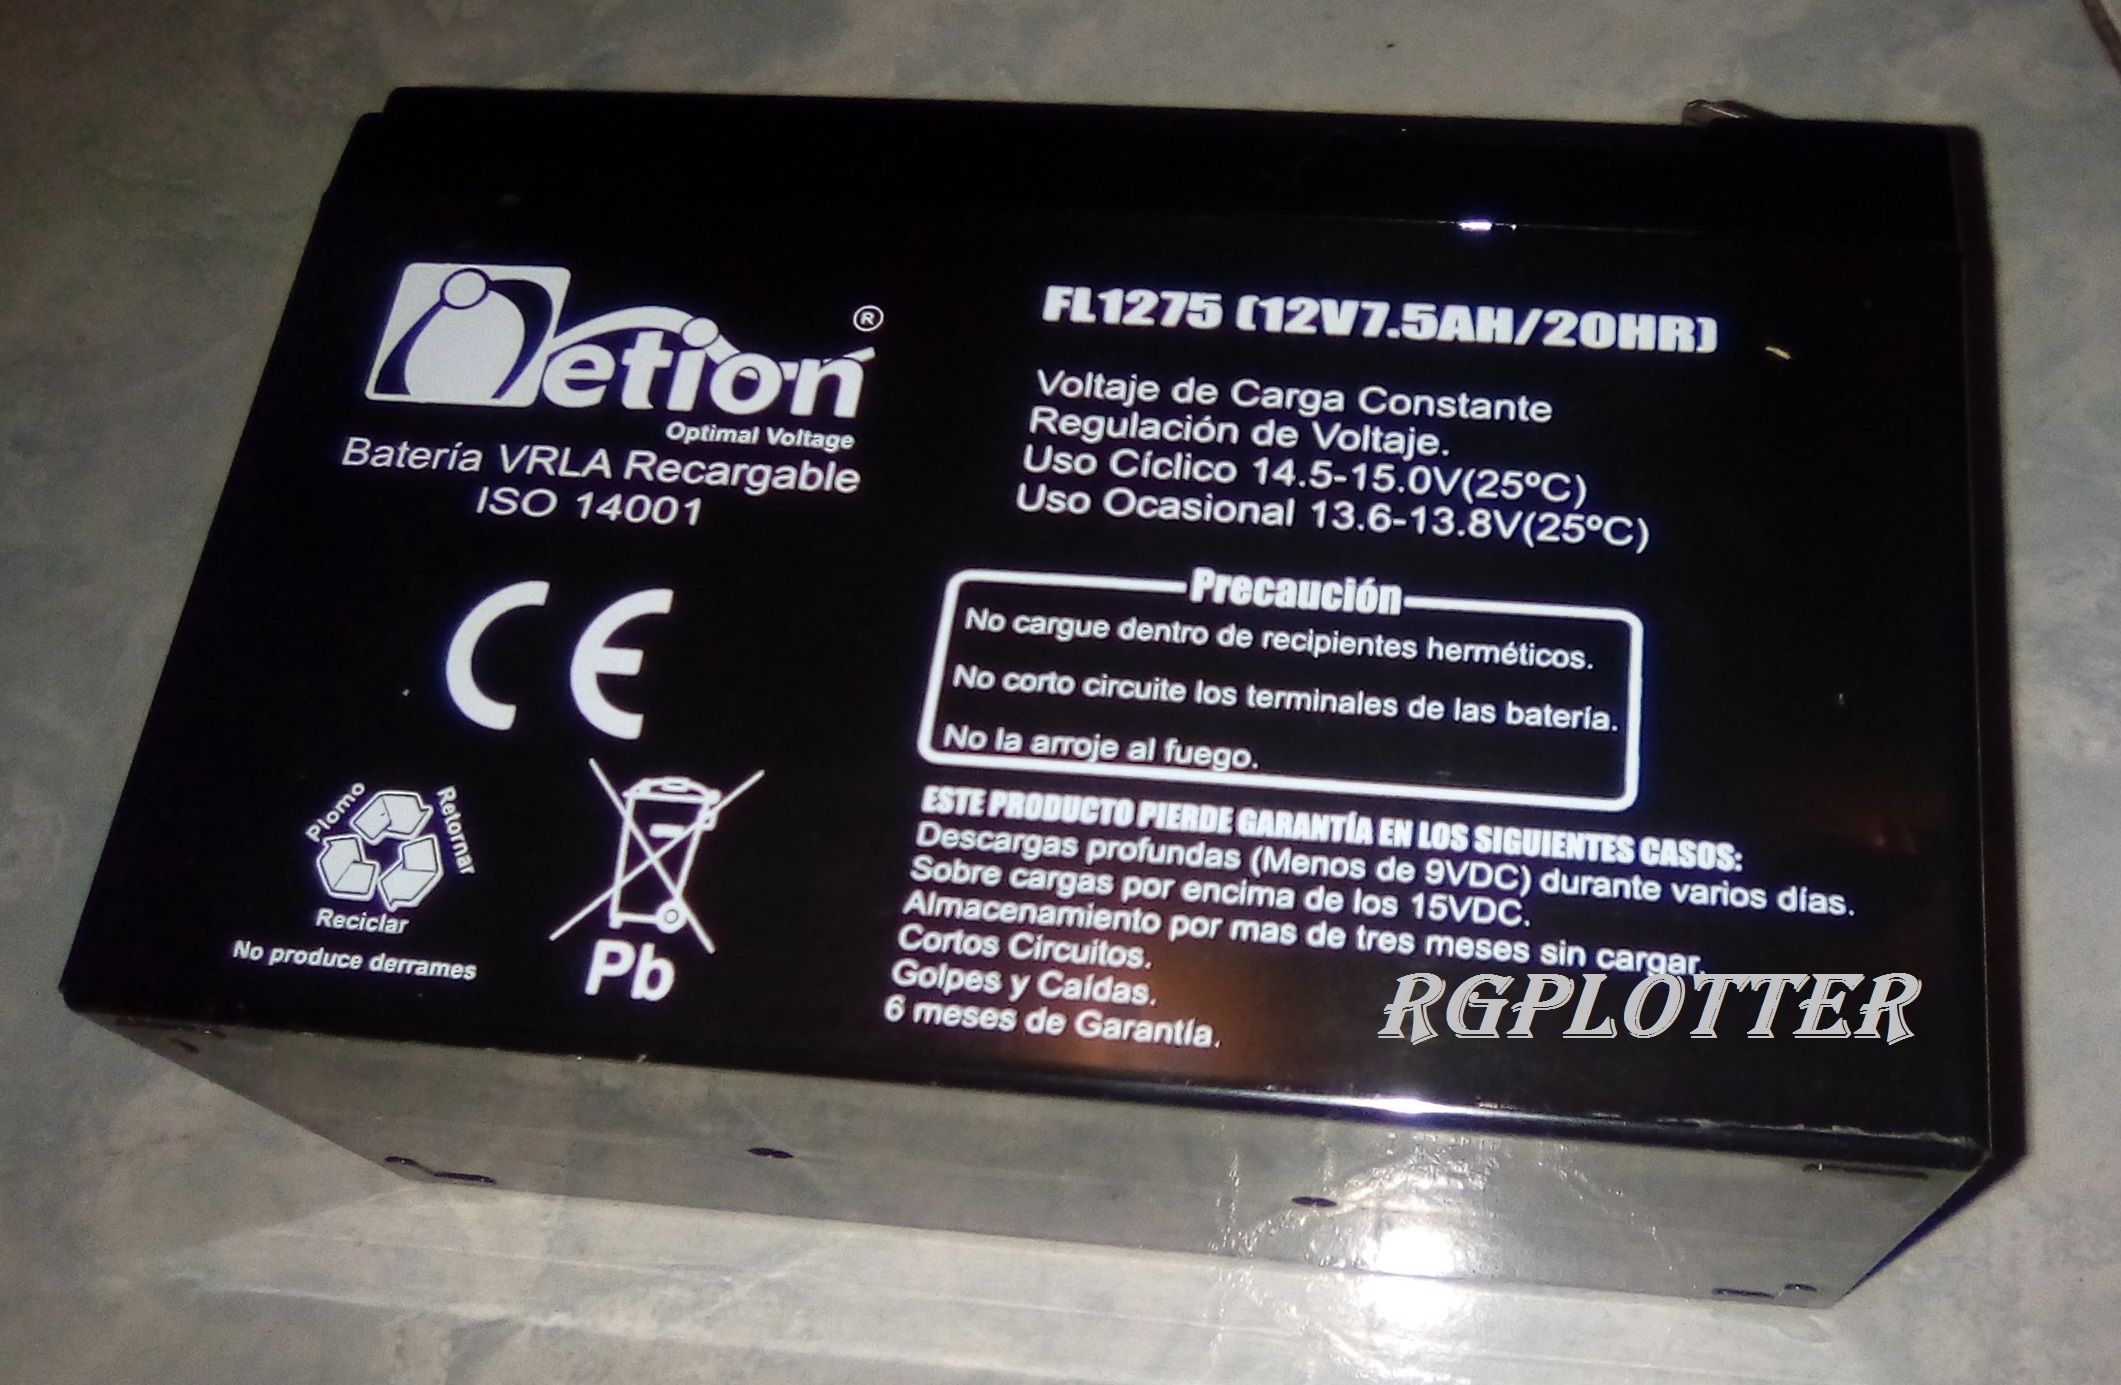 Netion ®
Optimal Voltage
Batería VRLA Recargable
ISO 14001
CE
Plomo
Retornar
Reciclar
No produce derrames
Pb
FL1275 (12V7.5AH/20HR)
Voltaje de Carga Constante
Regulación de Voltaje.
Uso Cíclico 14.5-15.0V(25ºC)
Uso Ocasional 13.6-13.8V(25ºC)
Precaución
No cargue dentro de recipientes herméticos.
No corto circuite los terminales de las batería.
No la arroje al fuego.
ESTE PRODUCTO PIERDE GARANTÍA EN LOS SIGUIENTES CASOS:
Descargas profundas (Menos de 9VDC) durante varios días.
Sobre cargas por encima de los 15VDC.
Almacenamiento por mas de tres meses sin cargar.
Cortos Circuitos.
Golpes y Caídas.
6 meses de Garantía.
RGPLOTTER